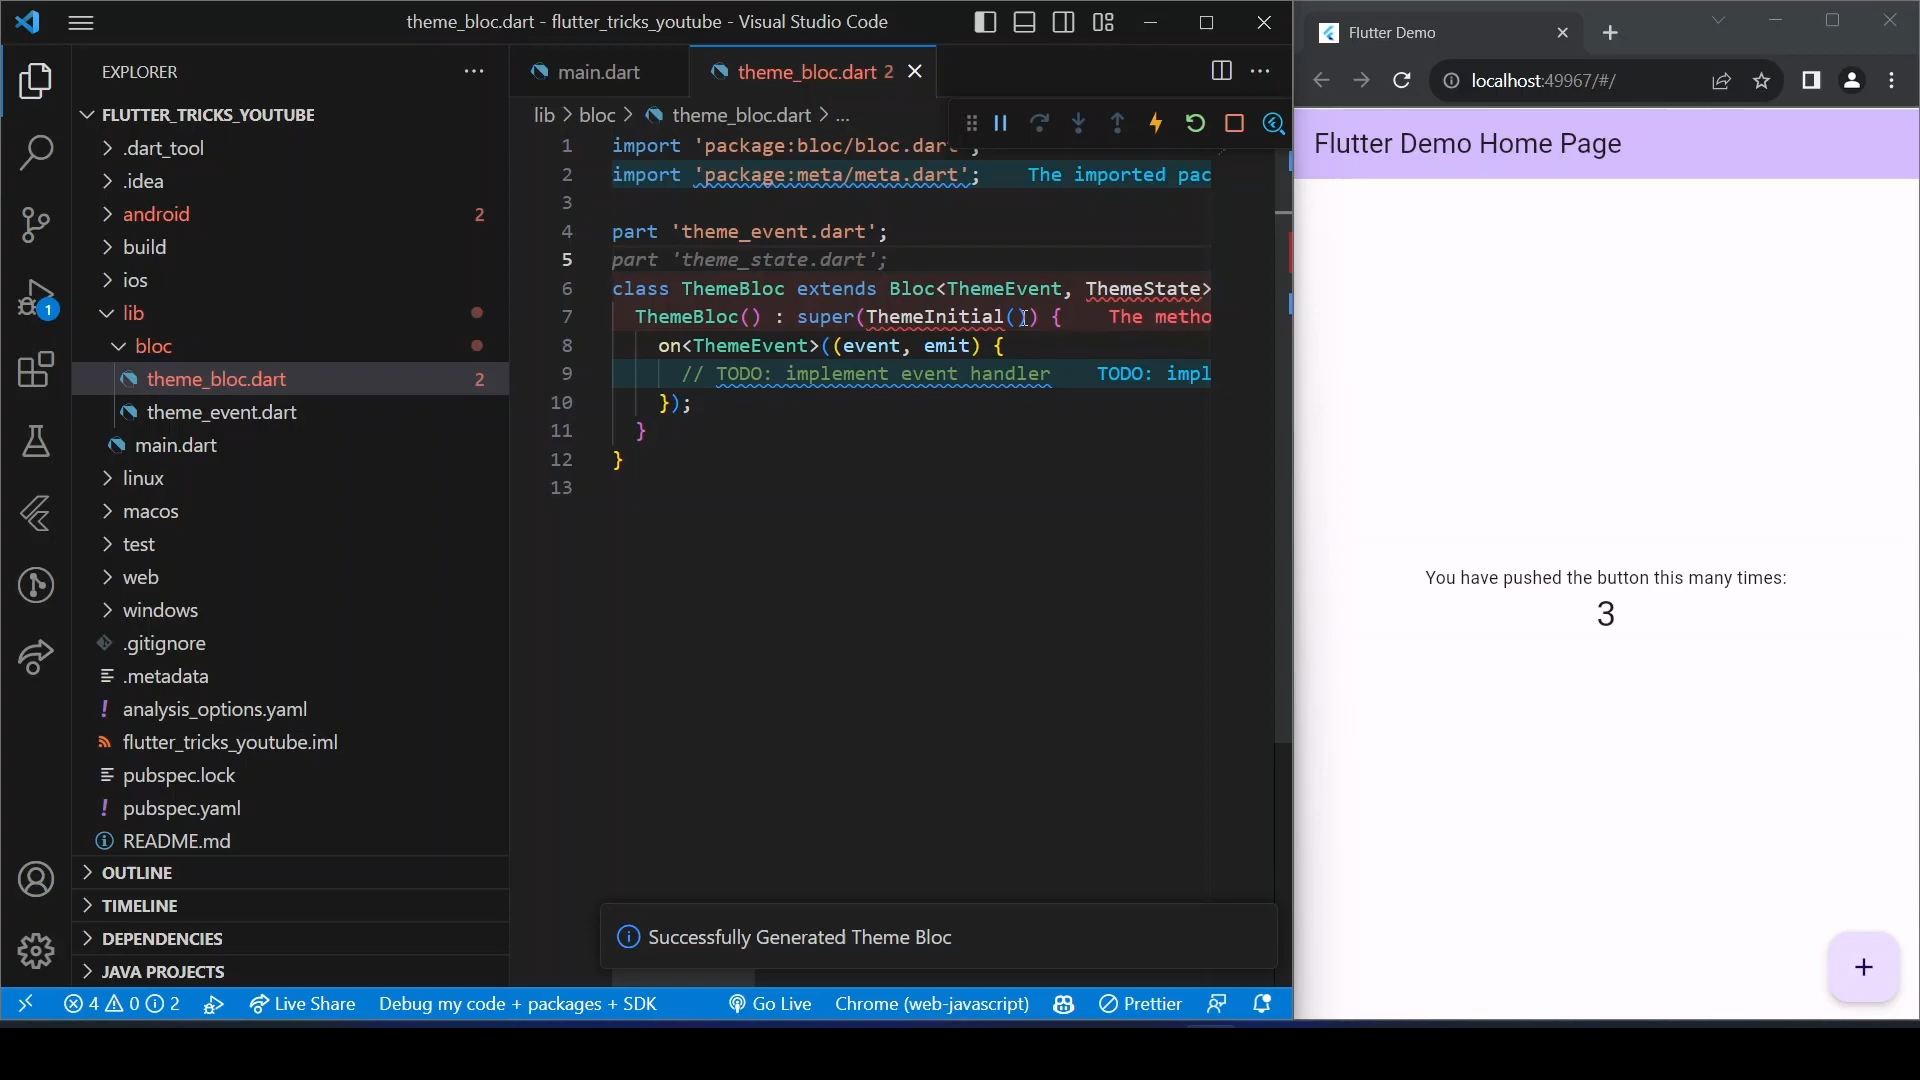 theme_bloc.dart - flutter_tricks_youtube - Visual Studio Code
EXPLORER
FLUTTER_TRICKS_YOUTUBE
.dart_tool
.idea
android 2
build
ios
lib
bloc
theme_bloc.dart 2
theme_event.dart
main.dart
linux
macos
test
web
windows
.gitignore
.metadata
analysis_options.yaml
flutter_tricks_youtube.iml
pubspec.lock
pubspec.yaml
README.md
OUTLINE
TIMELINE
DEPENDENCIES
JAVA PROJECTS
1
main.dart
theme_bloc.dart 2
lib > bloc > theme_bloc.dart > ...
1 import 'package:bloc/bloc.dart';
2 import 'package:meta/meta.dart'; The imported pac
3
4 part 'theme_event.dart';
5 part 'theme_state.dart';
6 class ThemeBloc extends Bloc<ThemeEvent, ThemeState>
7 ThemeBloc() : super(ThemeInitial()) { The metho
8 on<ThemeEvent>((event, emit) {
9 // TODO: implement event handler TODO: impl
10 });
11 }
12 }
13
Successfully Generated Theme Bloc
4 0 2 Live Share Debug my code + packages + SDK Go Live Chrome (web-javascript) Prettier
Flutter Demo
localhost:49967/#/
Flutter Demo Home Page
You have pushed the button this many times:
3
+